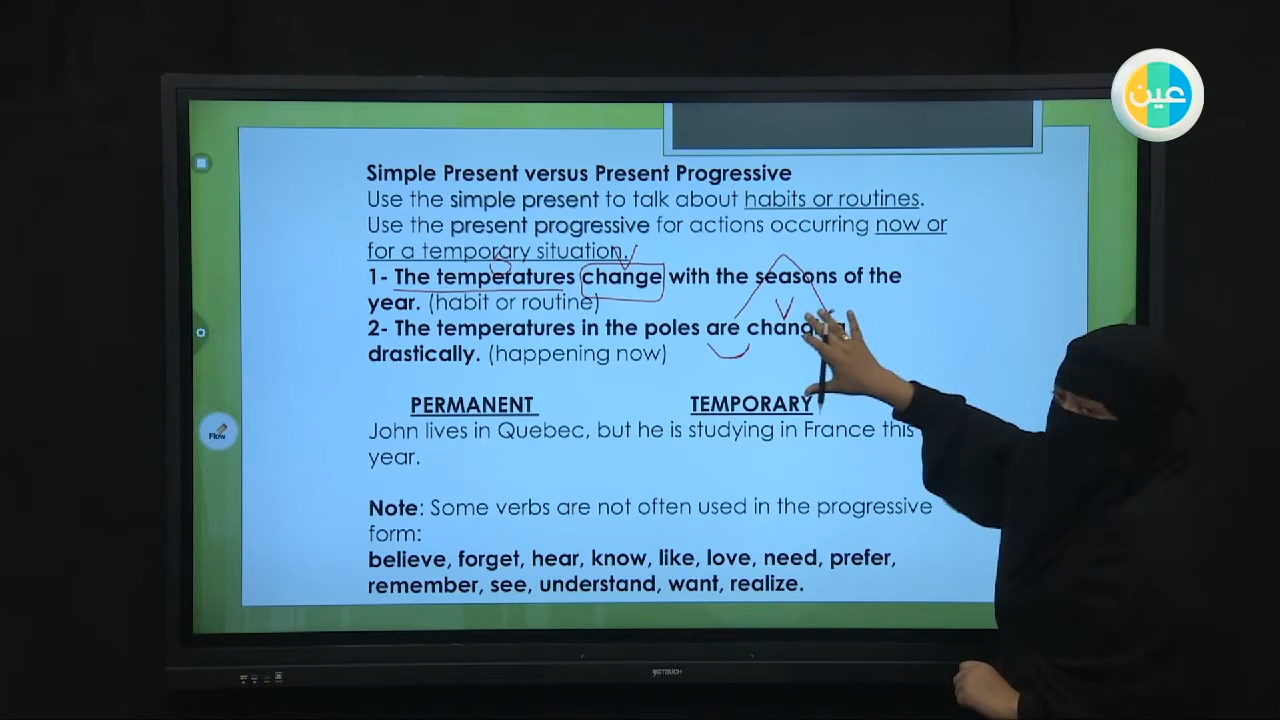 عين
Simple Present versus Present Progressive
Use the simple present to talk about habits or routines.
Use the present progressive for actions occurring now or
for a temporary situation.
S V
1- The temperatures change with the seasons of the
year. (habit or routine)
V
2- The temperatures in the poles are
drastically. (happening now)
PERMANENT TEMPORARY
John lives in Quebec, but he is studying in France this
year.
Note: Some verbs are not often used in the progressive
form:
believe, forget, hear, know, like, love, need, prefer,
remember, see, understand, want, realize.
Flow